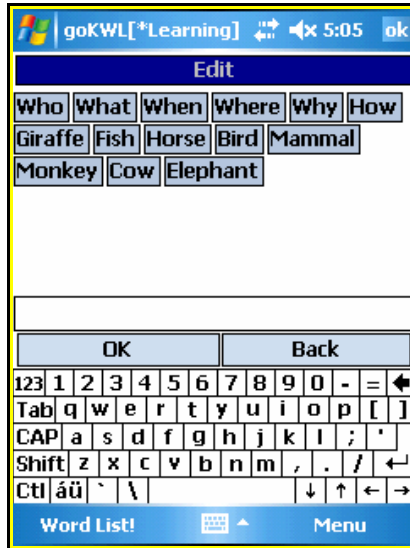 goKWL[*Learning] 5:05 ok
Edit
Who What When Where Why How
Giraffe Fish Horse Bird Mammal
Monkey Cow Elephant
OK Back
123 1 2 3 4 5 6 7 8 9 0 - = ←
Tab q w e r t y u i o p [ ]
CAP a s d f g h j k l ; '
Shift z x c v b n m , . / ↵
Ctl áü ` \ ↓ ↑ ← →
Word List! Menu